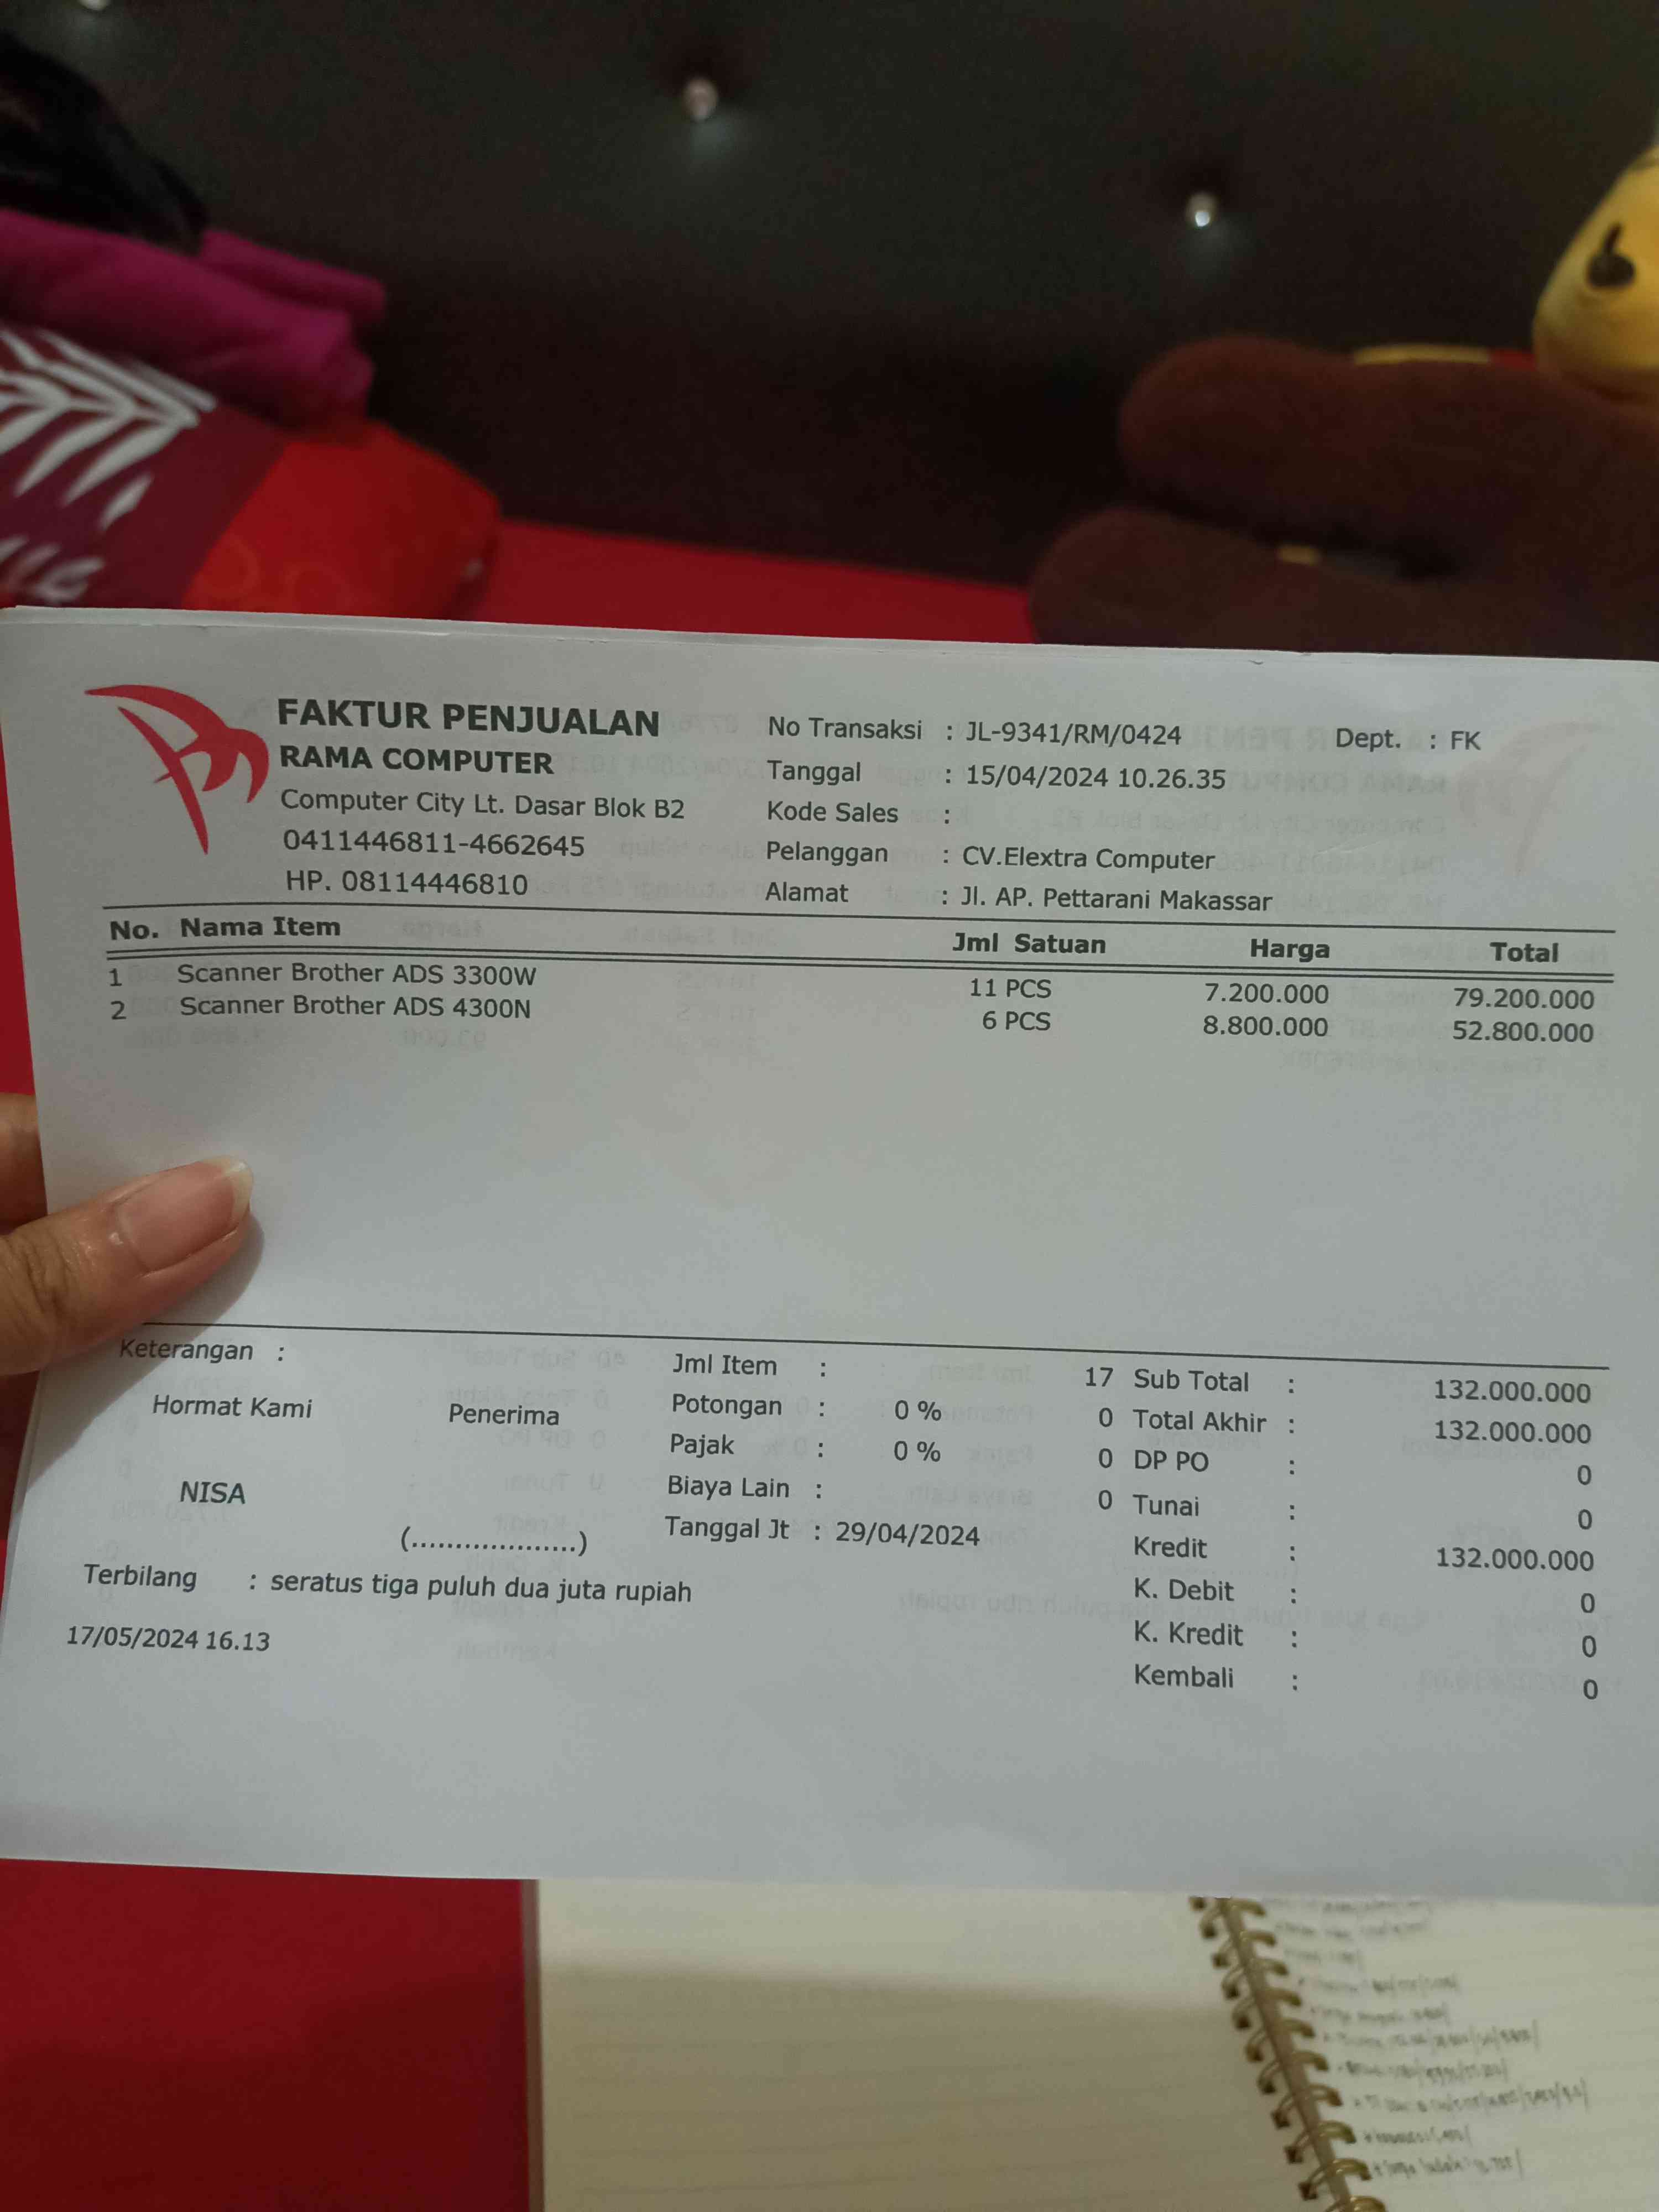 FAKTUR PENJUALAN
RAMA COMPUTER
Computer City Lt. Dasar Blok B2
0411446811-4662645
HP. 08114446810
No Transaksi : JL-9341/RM/0424
Dept. : FK
Tanggal : 15/04/2024 10.26.35
Kode Sales :
Pelanggan : CV.Elextra Computer
Alamat : Jl. AP. Pettarani Makassar
No. Nama Item Jml Satuan Harga Total
1 Scanner Brother ADS 3300W 11 PCS 7.200.000 79.200.000
2 Scanner Brother ADS 4300N 6 PCS 8.800.000 52.800.000
Keterangan :
Hormat Kami
Penerima
NISA
(...................)
Jml Item : 17
Potongan : 0 % 0
Pajak : 0 % 0
Biaya Lain : 0
Tanggal Jt : 29/04/2024
Sub Total : 132.000.000
Total Akhir : 132.000.000
DP PO : 0
Tunai : 0
Kredit : 132.000.000
K. Debit : 0
K. Kredit : 0
Kembali : 0
Terbilang : seratus tiga puluh dua juta rupiah
17/05/2024 16.13